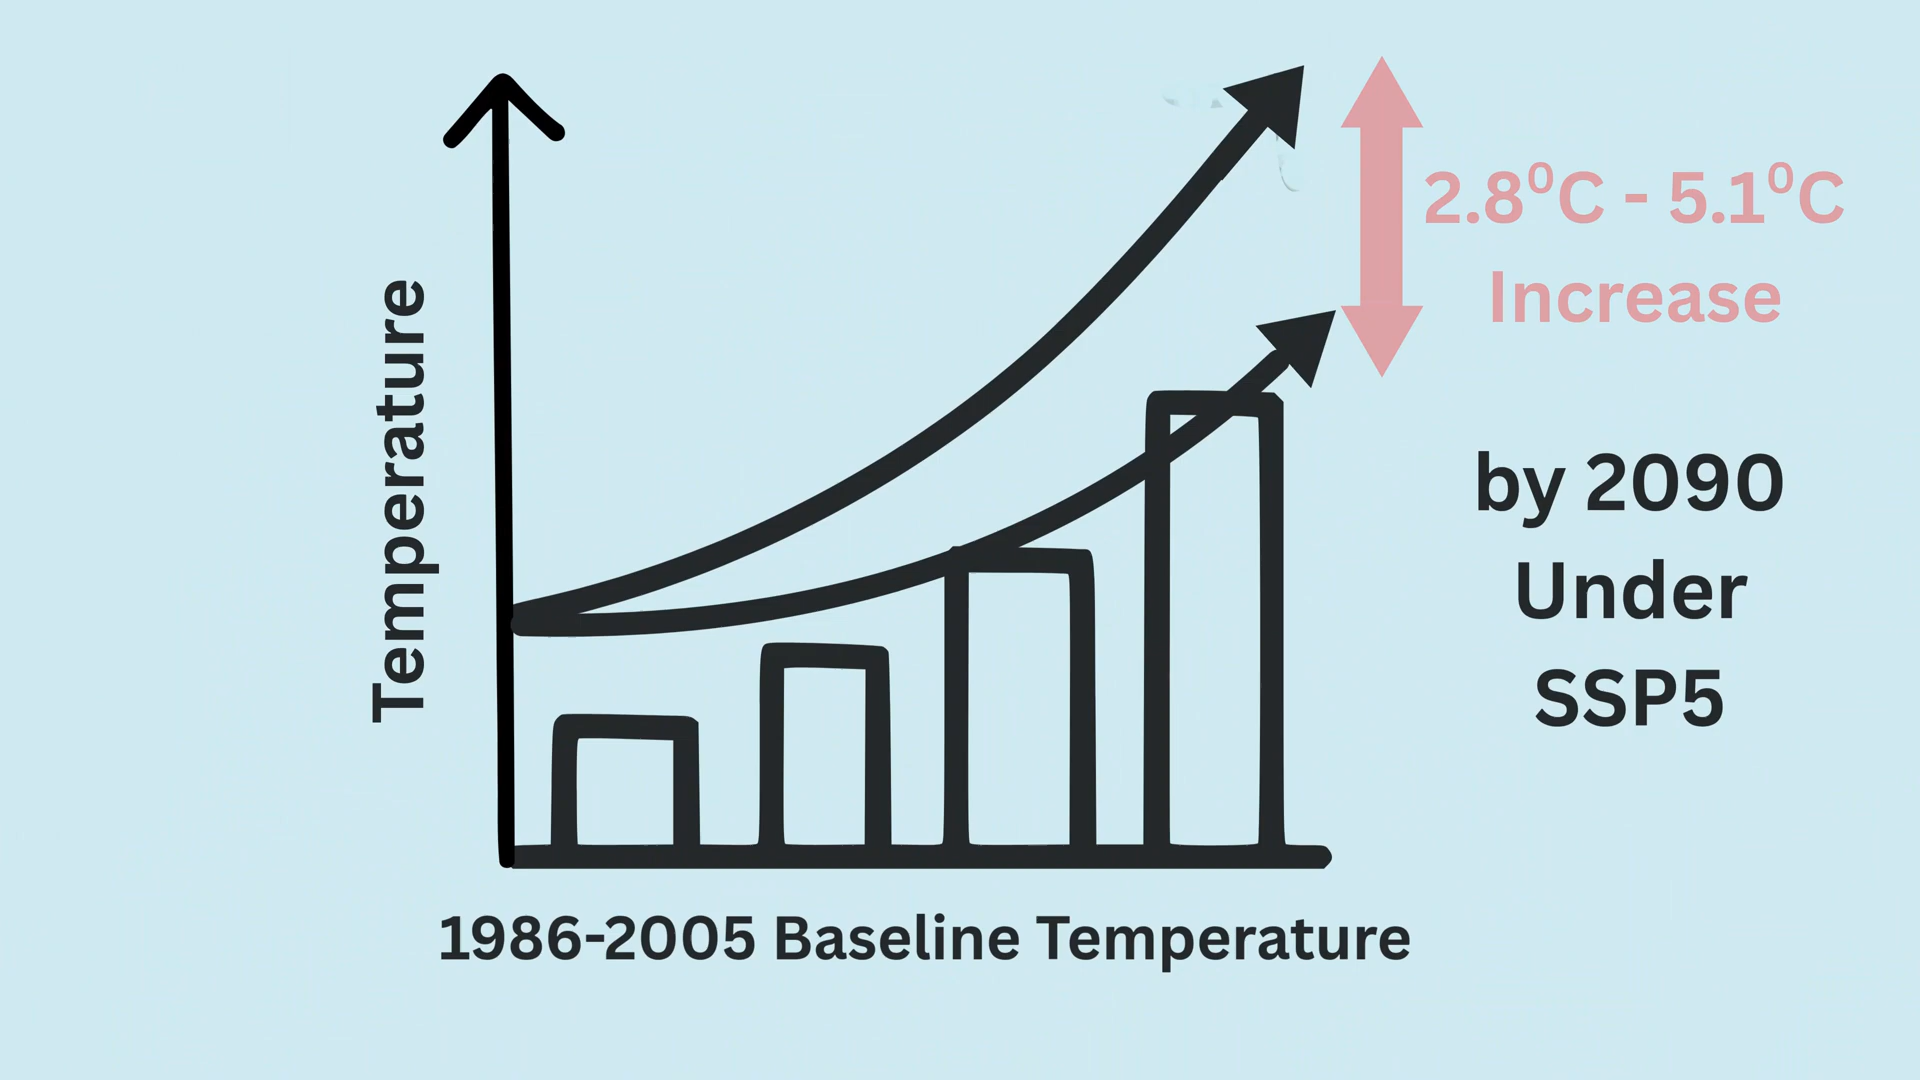 Temperature
2.8⁰C - 5.1⁰C
Increase
by 2090
Under
SSP5
1986-2005 Baseline Temperature